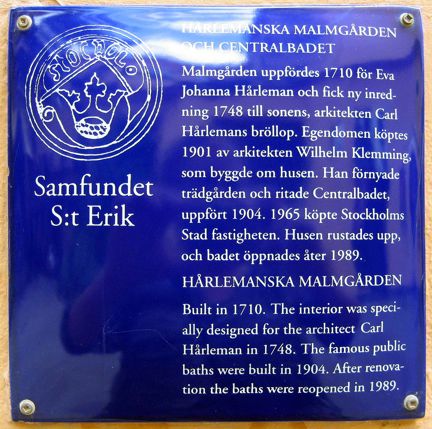 HÅRLEMANSKA MALMGÅRDEN
OCH CENTRALBADET
Malmgården uppfördes 1710 för Eva
Johanna Hårleman och fick ny inred-
ning 1748 till sonens, arkitekten Carl
Hårlemans bröllop. Egendomen köptes
1901 av arkitekten Wilhelm Klemming,
som byggde om husen. Han förnyade
trädgården och ritade Centralbadet,
uppfört 1904. 1965 köpte Stockholms
Stad fastigheten. Husen rustades upp,
och badet öppnades åter 1989.
HÅRLEMANSKA MALMGÅRDEN
Built in 1710. The interior was speci-
ally designed for the architect Carl
Hårleman in 1748. The famous public
baths were built in 1904. After renova-
tion the baths were reopened in 1989.
Samfundet
S:t Erik